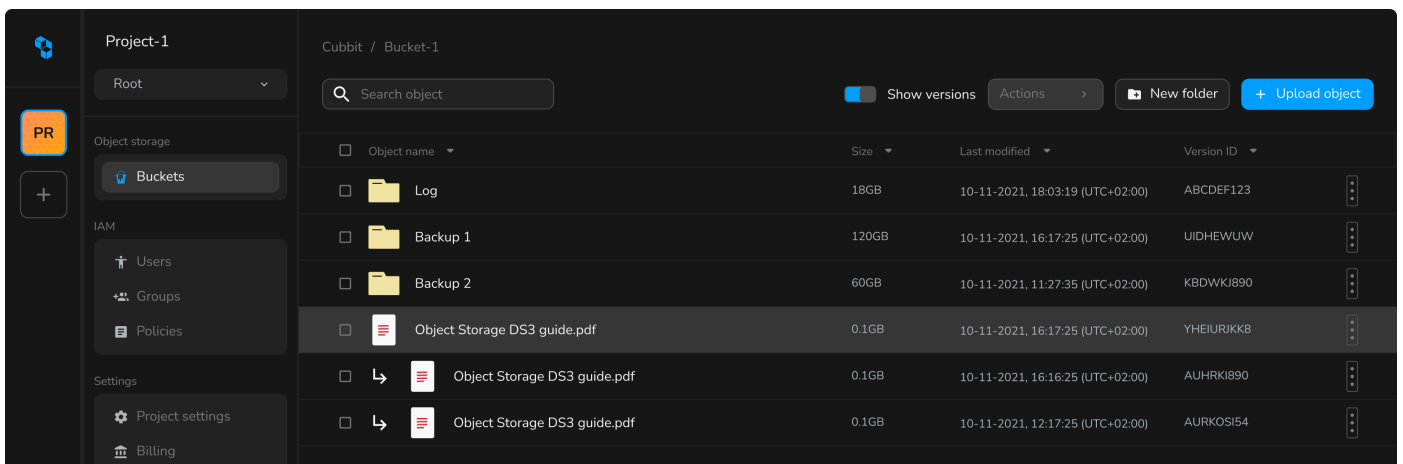 Project-1
Root
PR
+
Object storage
Buckets
IAM
Users
Groups
Policies
Settings
Project settings
Billing
Cubbit / Bucket-1
Search object
Show versions
Actions >
New folder
+ Upload object
Object name Size Last modified Version ID
Log 18GB 10-11-2021, 18:03:19 (UTC+02:00) ABCDEF123
Backup 1 120GB 10-11-2021, 16:17:25 (UTC+02:00) UIDHEWUW
Backup 2 60GB 10-11-2021, 11:27:35 (UTC+02:00) KBDWKJ890
Object Storage DS3 guide.pdf 0.1GB 10-11-2021, 16:17:25 (UTC+02:00) YHEIURJKK8
Object Storage DS3 guide.pdf 0.1GB 10-11-2021, 16:16:25 (UTC+02:00) AUHRKI890
Object Storage DS3 guide.pdf 0.1GB 10-11-2021, 12:17:25 (UTC+02:00) AURKOSI54